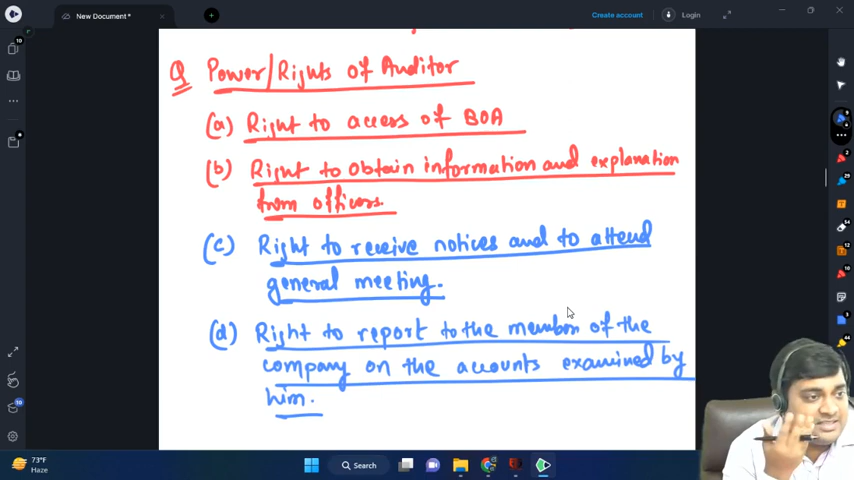 New Document*
Create account
Login
Q Power/Rights of Auditor
(a) Right to access of BOA
(b) Right to obtain information and explanation
from officers
(c) Right to receive notices and to attend
general meeting.
(d) Right to report to the member of the
company on the accounts examined by
him.
73°F
Haze
Search